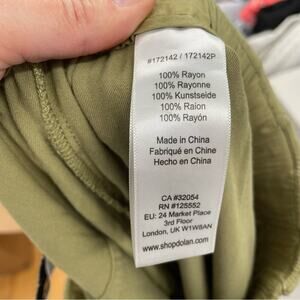 #172142 / 172142P
100% Rayon
100% Rayonne
100% Kunstseide
100% Raion
100% Rayón
Made in China
Fabriqué en Chine
Hecho en China
CA #32054
RN #125552
EU: 24 Market Place
3rd Floor
London, UK W1W8AN
www.shopdolan.com